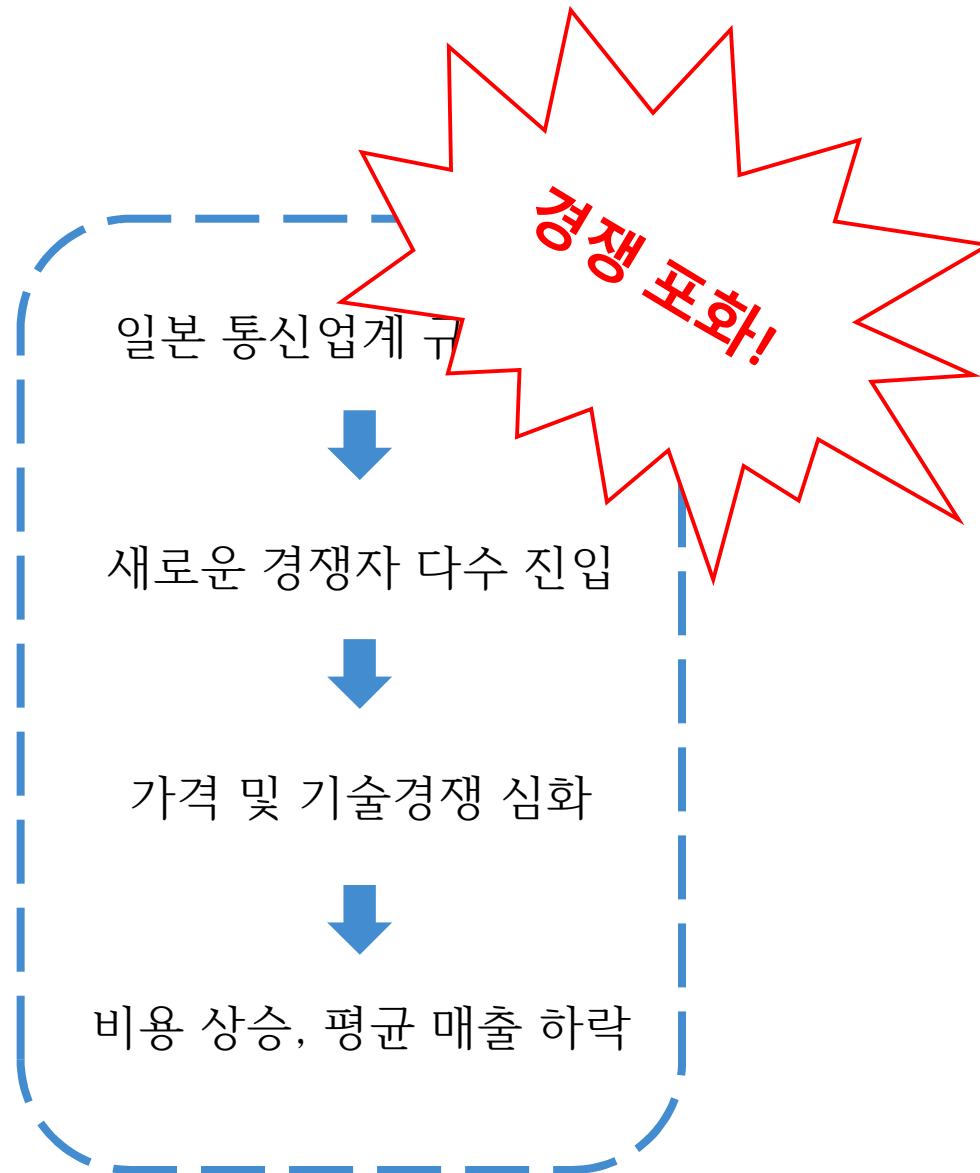 경쟁 포화!
일본 통신업계
새로운 경쟁자 다수 진입
가격 및 기술경쟁 심화
비용 상승, 평균 매출 하락